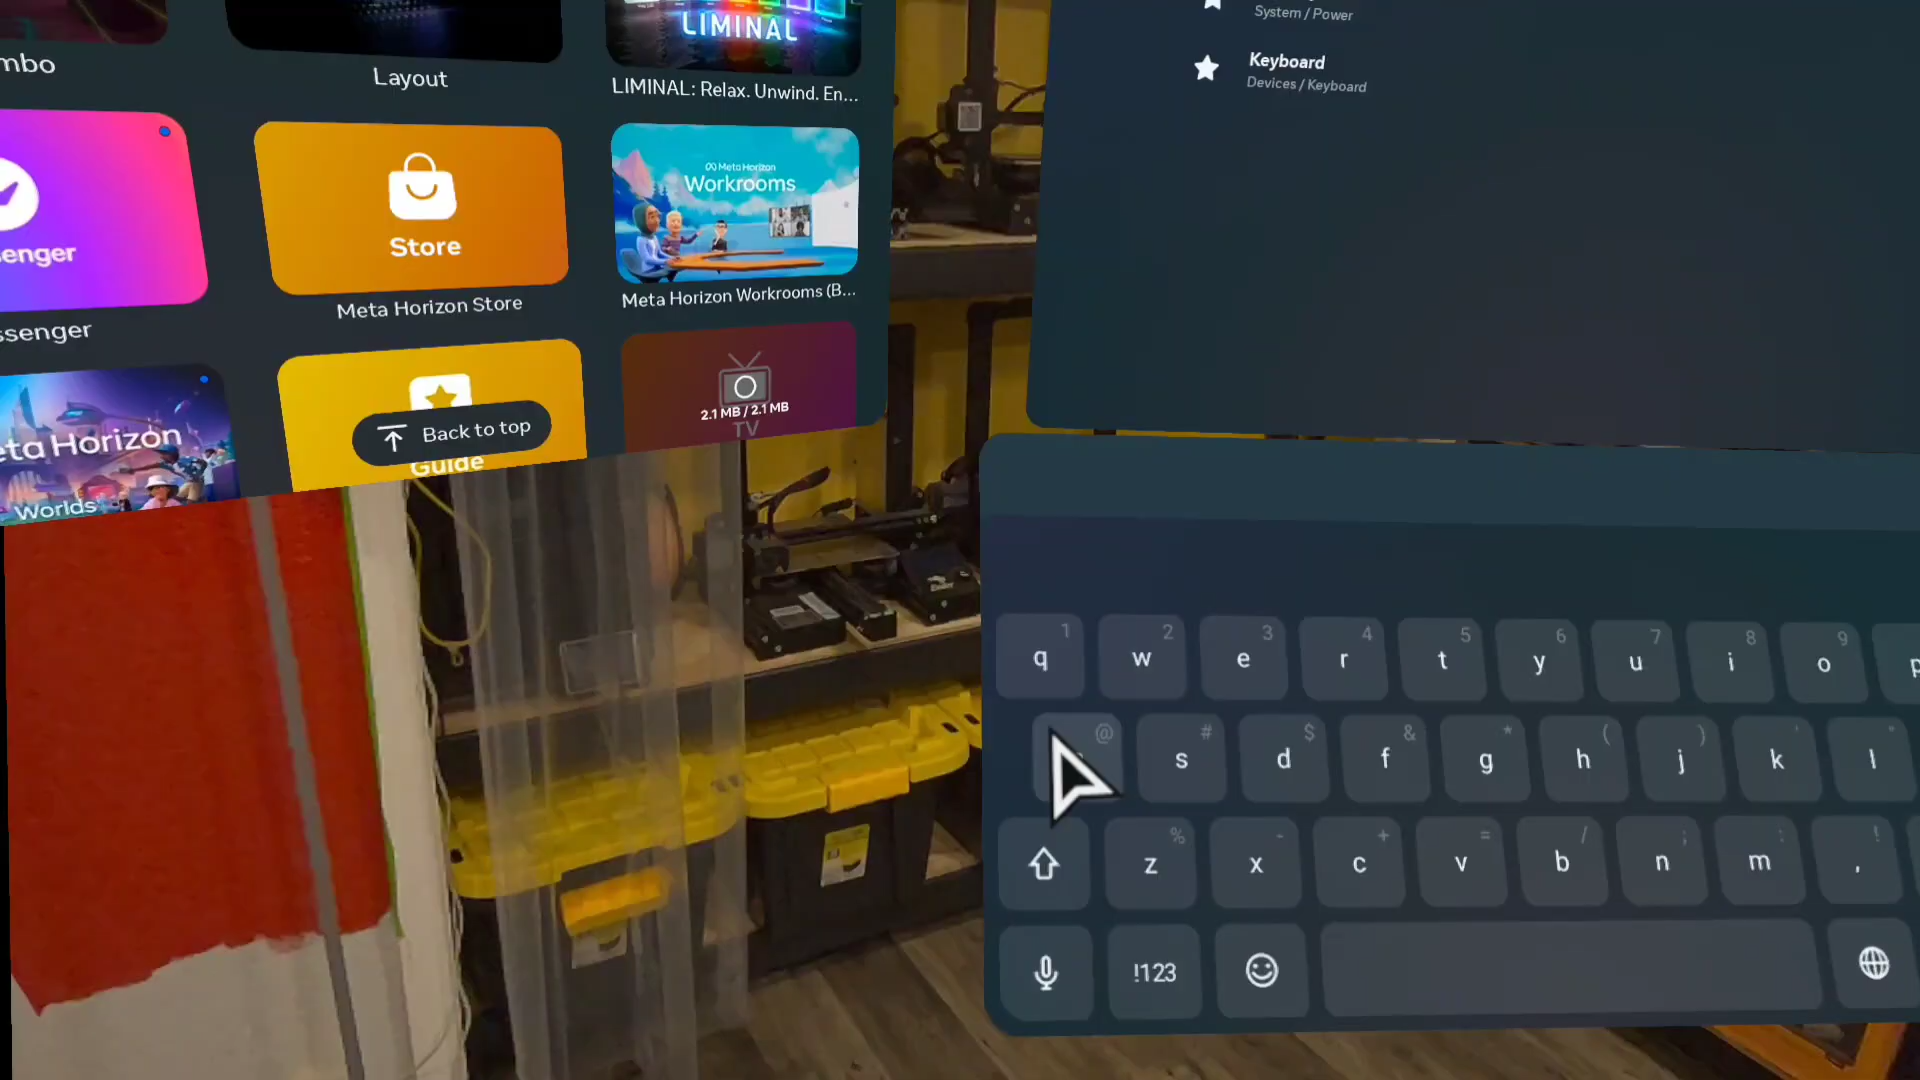 mbo
Layout
LIMINAL
LIMINAL: Relax. Unwind. En...
senger
ssenger
Store
Meta Horizon Store
Meta Horizon
Workrooms
Meta Horizon Workrooms (B...
eta Horizon
Worlds
Back to top
Guide
2.1 MB / 2.1 MB
TV
System / Power
Keyboard
Devices / Keyboard
q 1 w 2 e 3 r 4 t 5 y 6 u 7 i 8 o 9 p
@ s # d $ f & g * h ( j ) k ' l "
z % x - c + v = b / n ; m : , !
!123